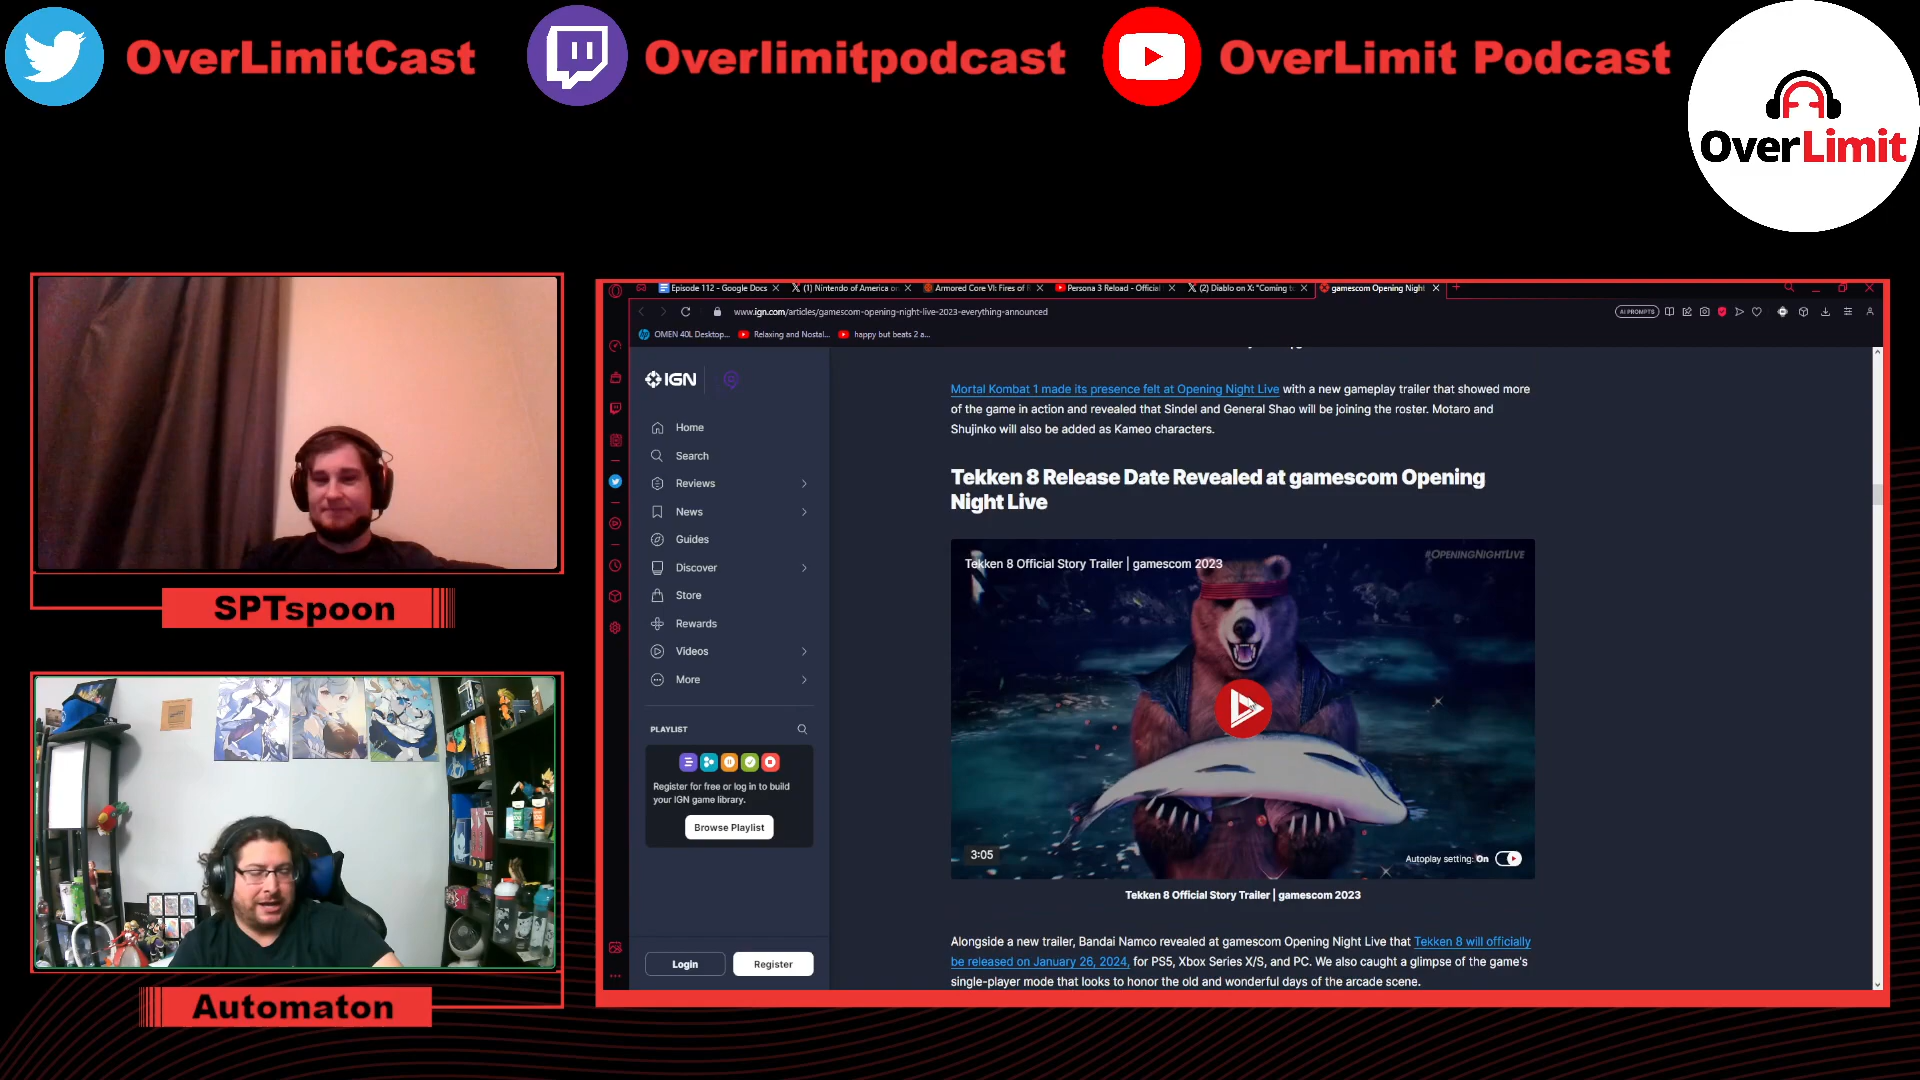 OverLimitCast
Overlimitpodcast
OverLimit Podcast
OverLimit
SPTspoon
Automaton
Episode 112 - Google Docs
(1) Nintendo of America on
Armored Core VI: Fires of
Persona 3 Reload - Official
(2) Diablo on X: "Coming to
gamescom Opening Night
www.ign.com/articles/gamescom-opening-night-live-2023-everything-announced
AI PROMPTS
OMEN 40L Desktop...
Relaxing and Nostal...
happy but beats 2 a...
IGN
Home
Search
Reviews
News
Guides
Discover
Store
Rewards
Videos
More
PLAYLIST
Register for free or log in to build
your IGN game library.
Browse Playlist
Login
Register
Mortal Kombat 1 made its presence felt at Opening Night Live with a new gameplay trailer that showed more
of the game in action and revealed that Sindel and General Shao will be joining the roster. Motaro and
Shujinko will also be added as Kameo characters.
Tekken 8 Release Date Revealed at gamescom Opening
Night Live
Tekken 8 Official Story Trailer | gamescom 2023
#OPENINGNIGHTLIVE
3:05
Autoplay setting: On
Tekken 8 Official Story Trailer | gamescom 2023
Alongside a new trailer, Bandai Namco revealed at gamescom Opening Night Live that Tekken 8 will officially
be released on January 26, 2024, for PS5, Xbox Series X/S, and PC. We also caught a glimpse of the game's
single-player mode that looks to honor the old and wonderful days of the arcade scene.